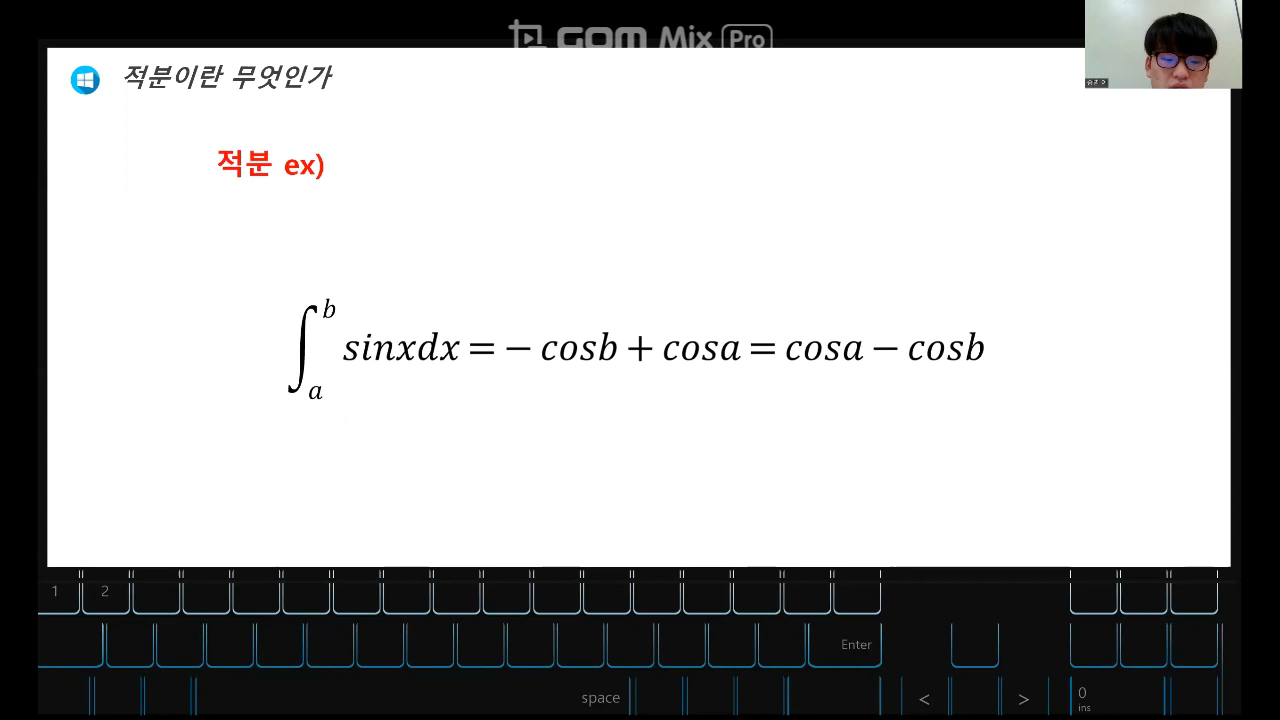 GOM Mix Pro
적분이란 무엇인가
적분 ex)
∫_a^b sinxdx = − cosb + cosa = cosa − cosb
1 2
Enter
space < > 0
ins